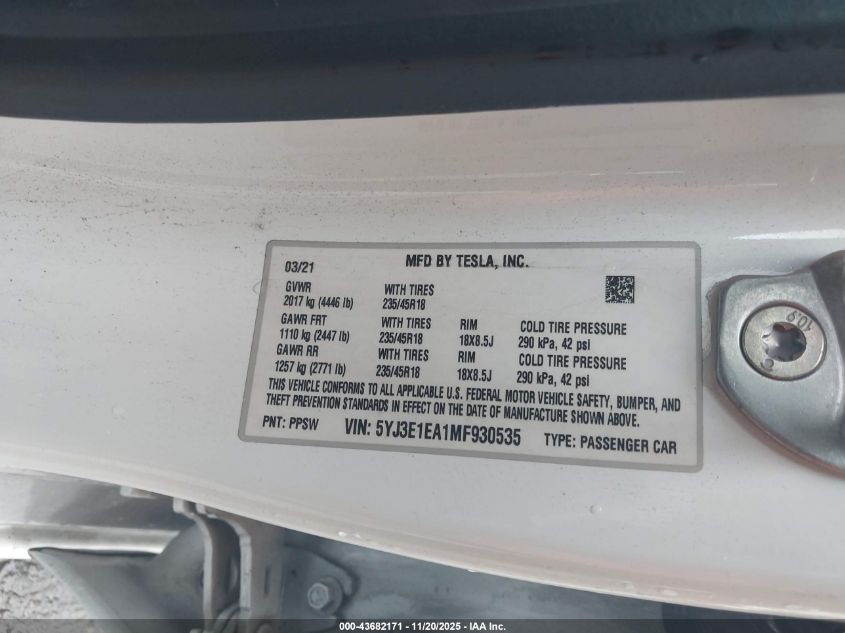 03/21 MFD BY TESLA, INC.
GVWR WITH TIRES
2017 kg (4446 lb) 235/45R18
GAWR FRT WITH TIRES RIM COLD TIRE PRESSURE
1110 kg (2447 lb) 235/45R18 18X8.5J 290 kPa, 42 psi
GAWR RR WITH TIRES RIM COLD TIRE PRESSURE
1257 kg (2771 lb) 235/45R18 18X8.5J 290 kPa, 42 psi
THIS VEHICLE CONFORMS TO ALL APPLICABLE U.S. FEDERAL MOTOR VEHICLE SAFETY, BUMPER, AND
THEFT PREVENTION STANDARDS IN EFFECT ON THE DATE OF MANUFACTURE SHOWN ABOVE.
PNT: PPSW VIN: 5YJ3E1EA1MF930535 TYPE: PASSENGER CAR
10.9
000-43682171 - 11/20/2025 - IAA Inc.